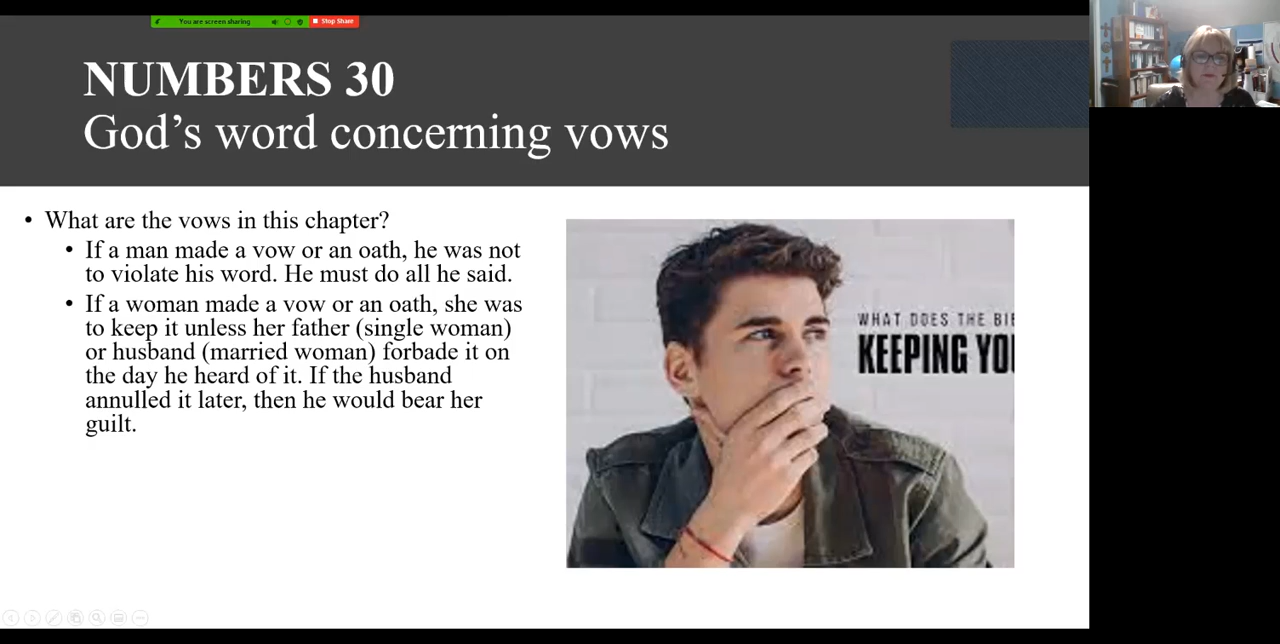 You are screen sharing
Stop Share
NUMBERS 30
God's word concerning vows
• What are the vows in this chapter?
• If a man made a vow or an oath, he was not
to violate his word. He must do all he said.
• If a woman made a vow or an oath, she was
to keep it unless her father (single woman)
or husband (married woman) forbade it on
the day he heard of it. If the husband
annulled it later, then he would bear her
guilt.
WHAT DOES THE BIB
KEEPING YOU